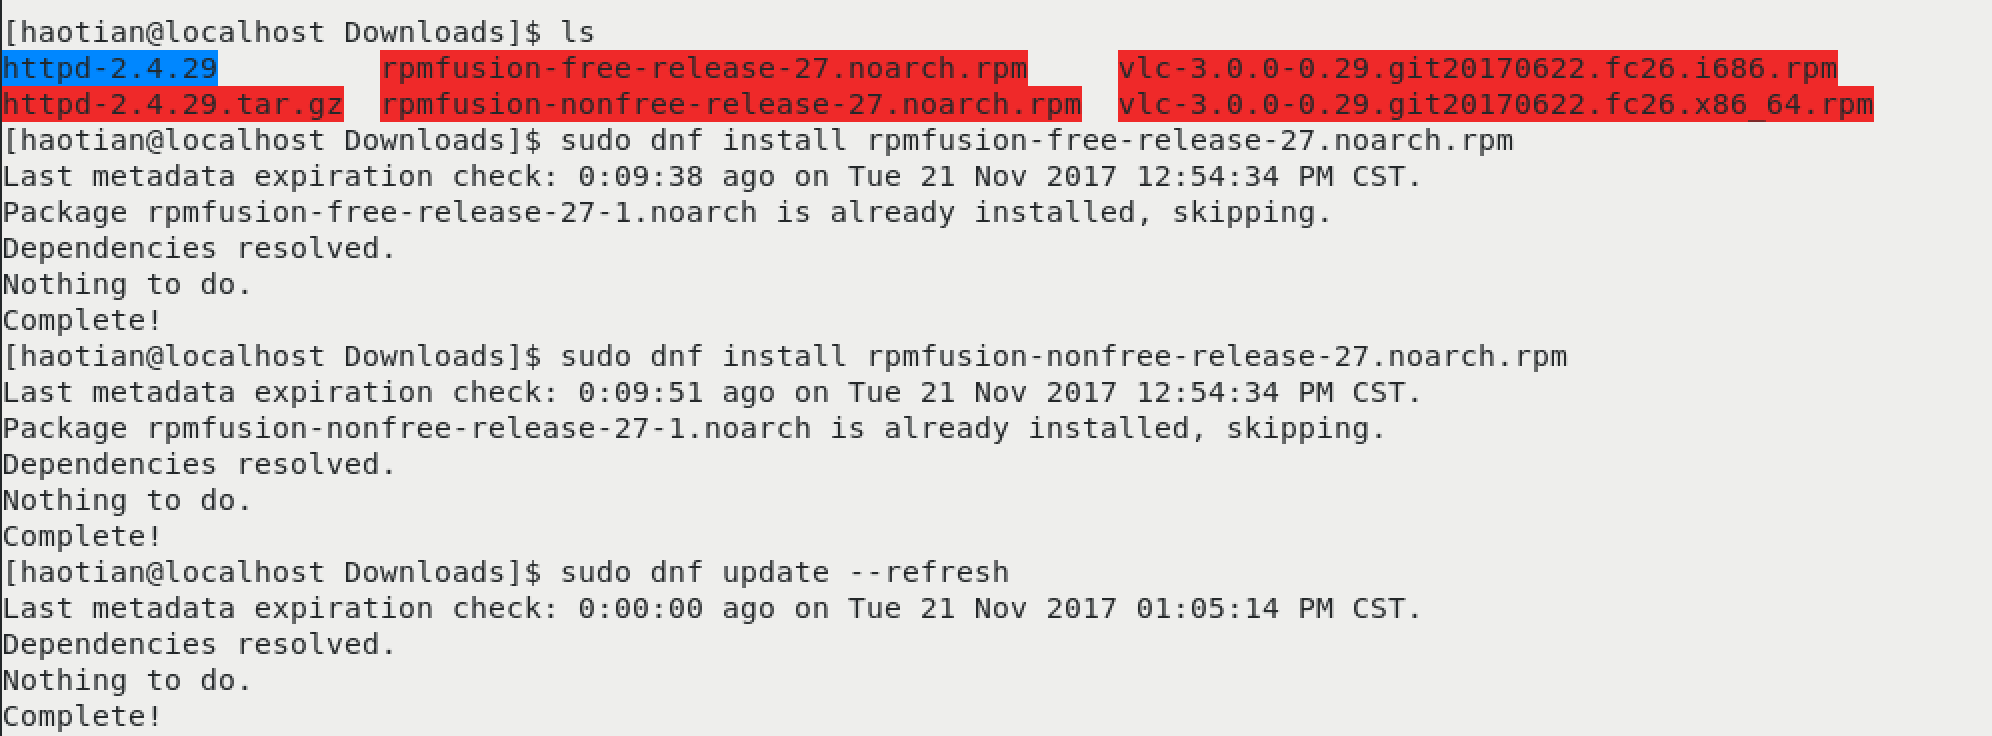 [haotian@localhost Downloads]$ ls
httpd-2.4.29 rpmfusion-free-release-27.noarch.rpm vlc-3.0.0-0.29.git20170622.fc26.i686.rpm
httpd-2.4.29.tar.gz rpmfusion-nonfree-release-27.noarch.rpm vlc-3.0.0-0.29.git20170622.fc26.x86_64.rpm
[haotian@localhost Downloads]$ sudo dnf install rpmfusion-free-release-27.noarch.rpm
Last metadata expiration check: 0:09:38 ago on Tue 21 Nov 2017 12:54:34 PM CST.
Package rpmfusion-free-release-27-1.noarch is already installed, skipping.
Dependencies resolved.
Nothing to do.
Complete!
[haotian@localhost Downloads]$ sudo dnf install rpmfusion-nonfree-release-27.noarch.rpm
Last metadata expiration check: 0:09:51 ago on Tue 21 Nov 2017 12:54:34 PM CST.
Package rpmfusion-nonfree-release-27-1.noarch is already installed, skipping.
Dependencies resolved.
Nothing to do.
Complete!
[haotian@localhost Downloads]$ sudo dnf update --refresh
Last metadata expiration check: 0:00:00 ago on Tue 21 Nov 2017 01:05:14 PM CST.
Dependencies resolved.
Nothing to do.
Complete!